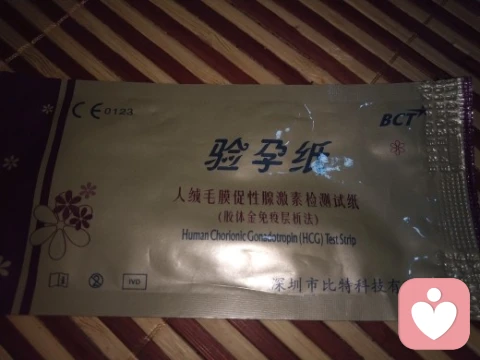 CE 0123
BCT
验孕纸
人绒毛膜促性腺激素检测试纸
(胶体金免疫层析法)
Human Chorionic Gonadotropin (HCG) Test Strip
IVD
深圳市比特科技有